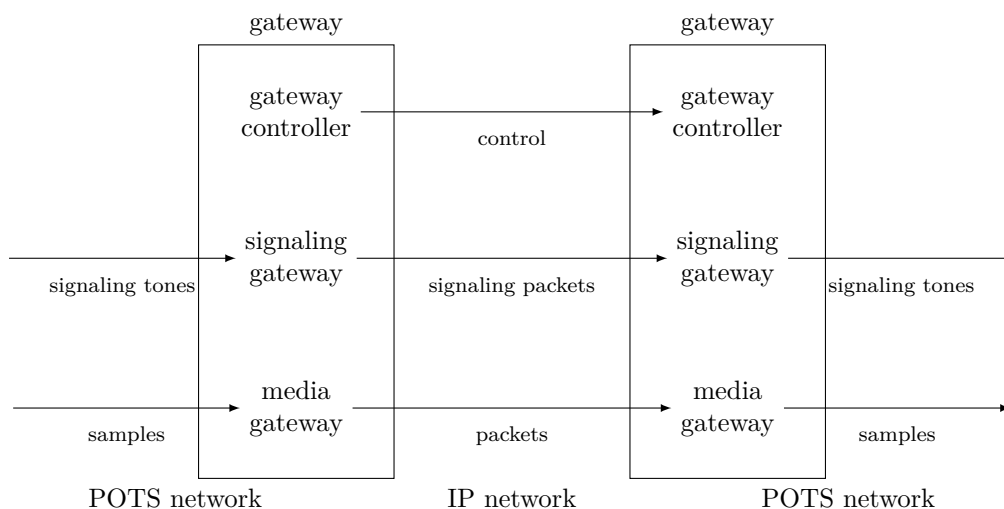 gateway
gateway
gateway
controller
control
gateway
controller
signaling tones
signaling
gateway
signaling packets
signaling
gateway
signaling tones
samples
media
gateway
packets
media
gateway
samples
POTS network
IP network
POTS network